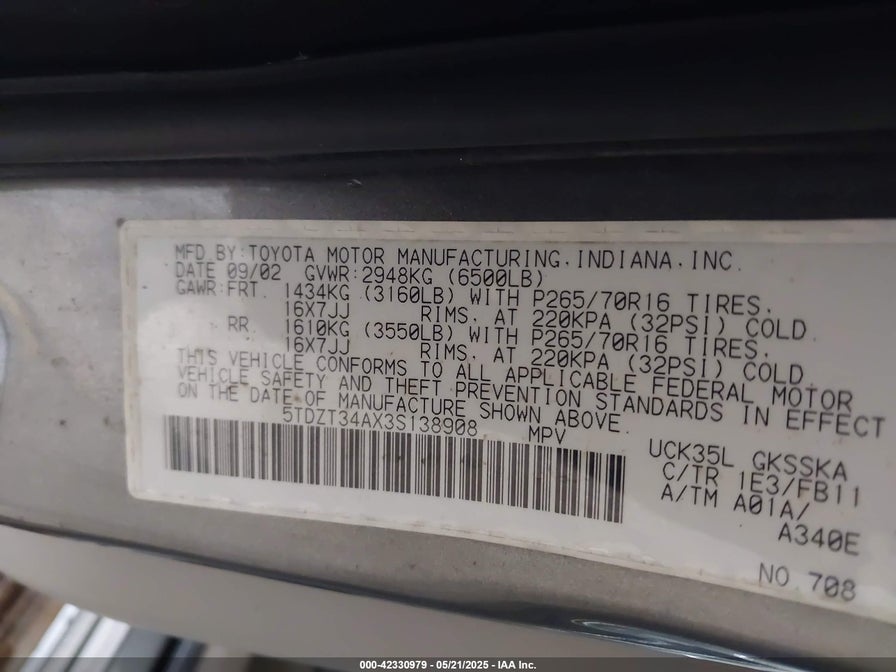 MFD. BY: TOYOTA MOTOR MANUFACTURING, INDIANA, INC.
DATE 09/02 GVWR: 2948KG (6500LB)
GAWR: FRT. 1434KG (3160LB) WITH P265/70R16 TIRES.
16X7JJ RIMS. AT 220KPA (32PSI) COLD.
RR. 1610KG (3550LB) WITH P265/70R16 TIRES.
16X7JJ RIMS. AT 220KPA (32PSI) COLD.
THIS VEHICLE CONFORMS TO ALL APPLICABLE FEDERAL MOTOR
VEHICLE SAFETY AND THEFT PREVENTION STANDARDS IN EFFECT
ON THE DATE OF MANUFACTURE SHOWN ABOVE.
5TDZT34AX3S138908 MPV
UCK35L GKSSKA
C/TR 1E3/FB11
A/TM A01A/
A340E
NO. 708
000-42330979 - 05/21/2025 - IAA Inc.